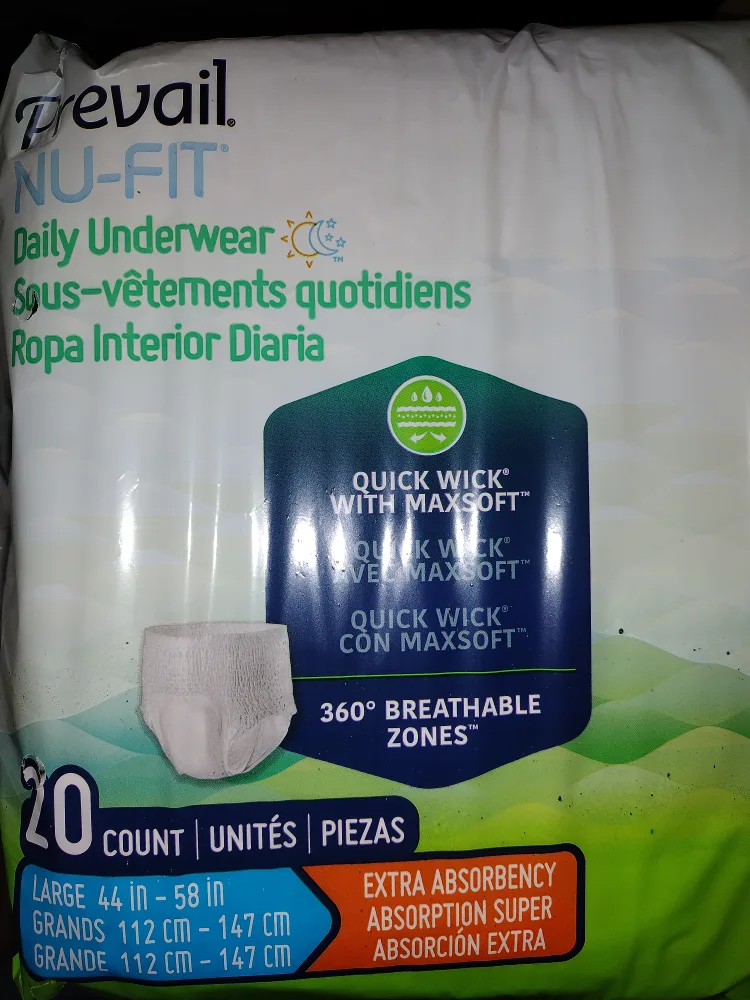 Prevail®
NU-FIT®
Daily Underwear ™
Sous-vêtements quotidiens
Ropa Interior Diaria
QUICK WICK®
WITH MAXSOFT™
QUICK WICK®
AVEC MAXSOFT™
QUICK WICK®
CON MAXSOFT™
360° BREATHABLE
ZONES™
20 COUNT | UNITÉS | PIEZAS
LARGE 44 in - 58 in
GRANDS 112 cm - 147 cm
GRANDE 112 cm - 147 cm
EXTRA ABSORBENCY
ABSORPTION SUPER
ABSORCIÓN EXTRA